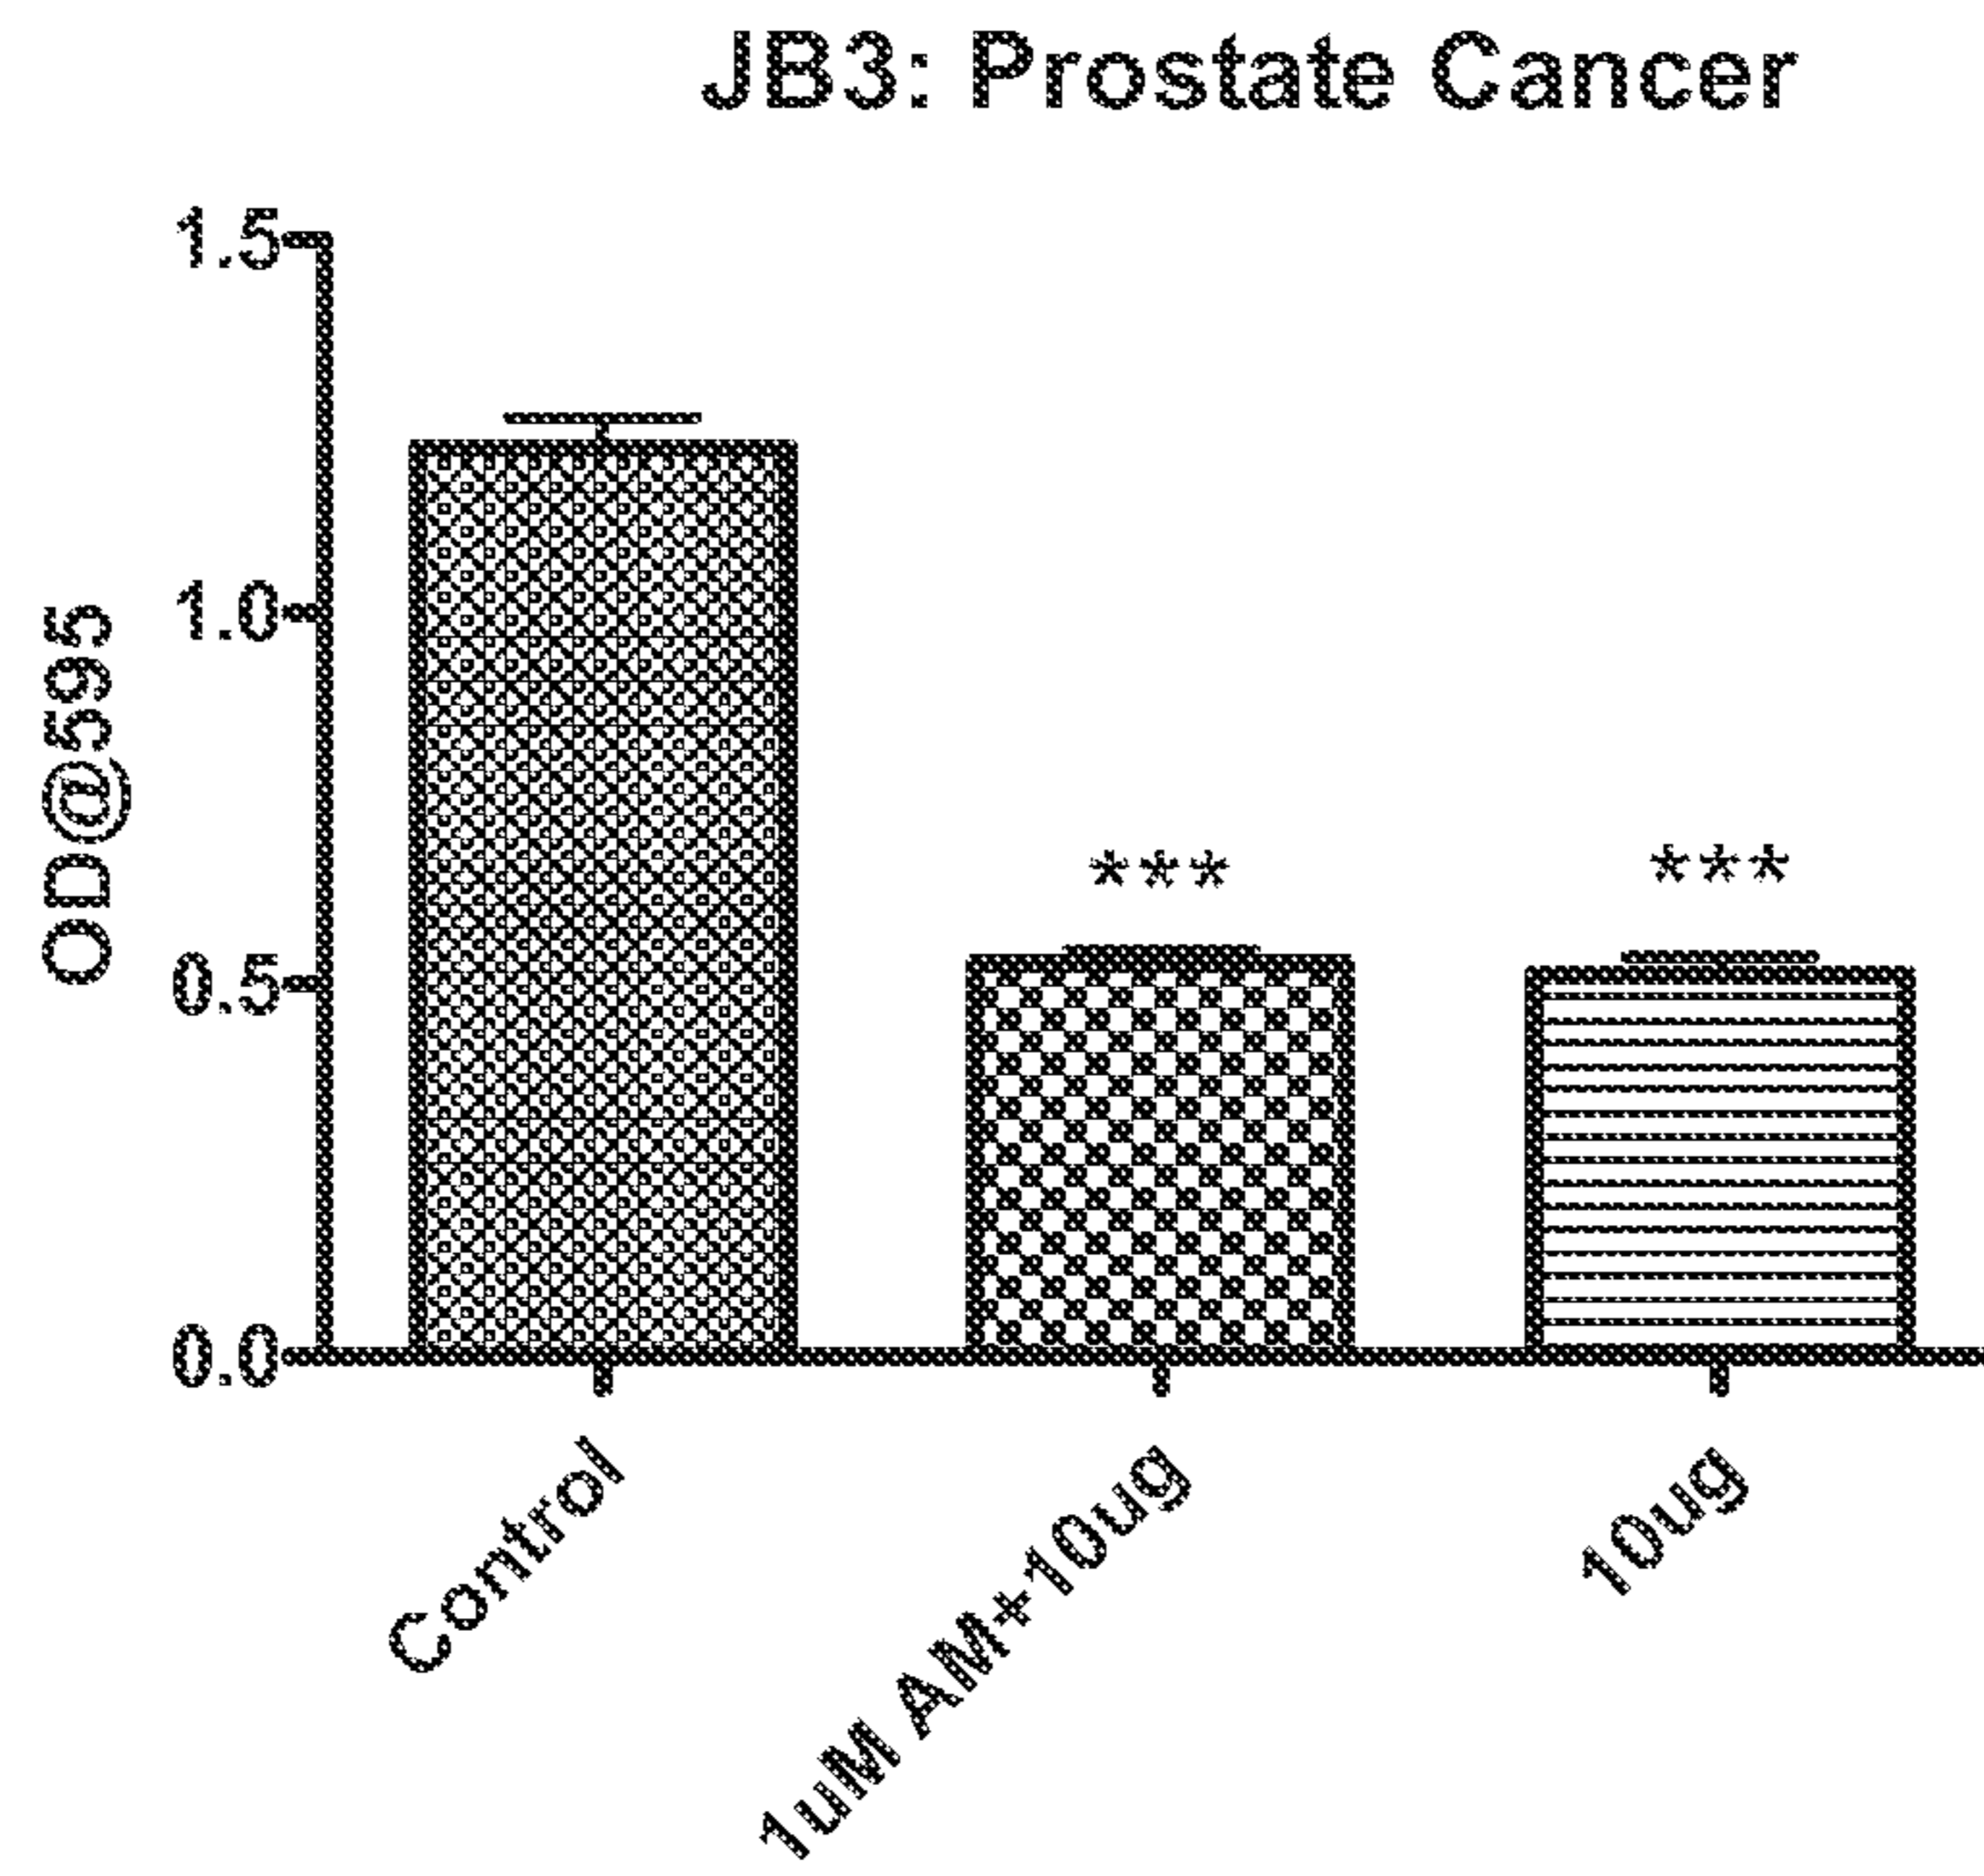 JB3: Prostate Cancer
OD@595
1.5
1.0
0.5
0.0
***
***
Control
1uM AM+10ug
10ug